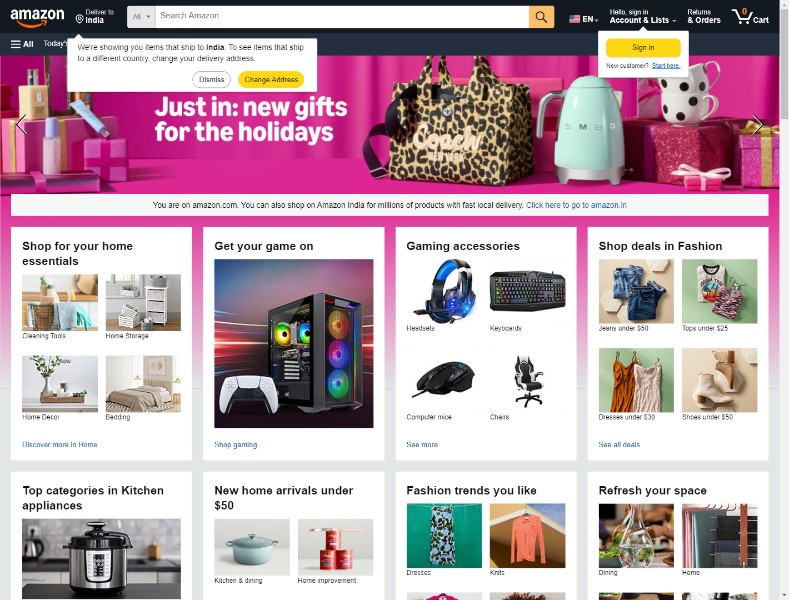 amazon
Deliver to
India
All
Search Amazon
EN
Hello, sign in
Account & Lists
Returns
& Orders
0
Cart
All
Today's
We're showing you items that ship to India. To see items that ship
to a different country, change your delivery address.
Dismiss
Change Address
Sign in
New customer? Start here.
Just in: new gifts
for the holidays
Coach
NEW YORK
SMEG
You are on amazon.com. You can also shop on Amazon India for millions of products with fast local delivery. Click here to go to amazon.in
Shop for your home
essentials
Cleaning Tools
Home Storage
Home Decor
Bedding
Discover more in Home
Get your game on
Shop gaming
Gaming accessories
Headsets
Keyboards
Computer mice
Chairs
See more
Shop deals in Fashion
Jeans under $50
Tops under $25
Dresses under $30
Shoes under $50
See all deals
Top categories in Kitchen
appliances
New home arrivals under
$50
Kitchen & dining
Home improvement
Fashion trends you like
Dresses
Knits
Refresh your space
Dining
Home